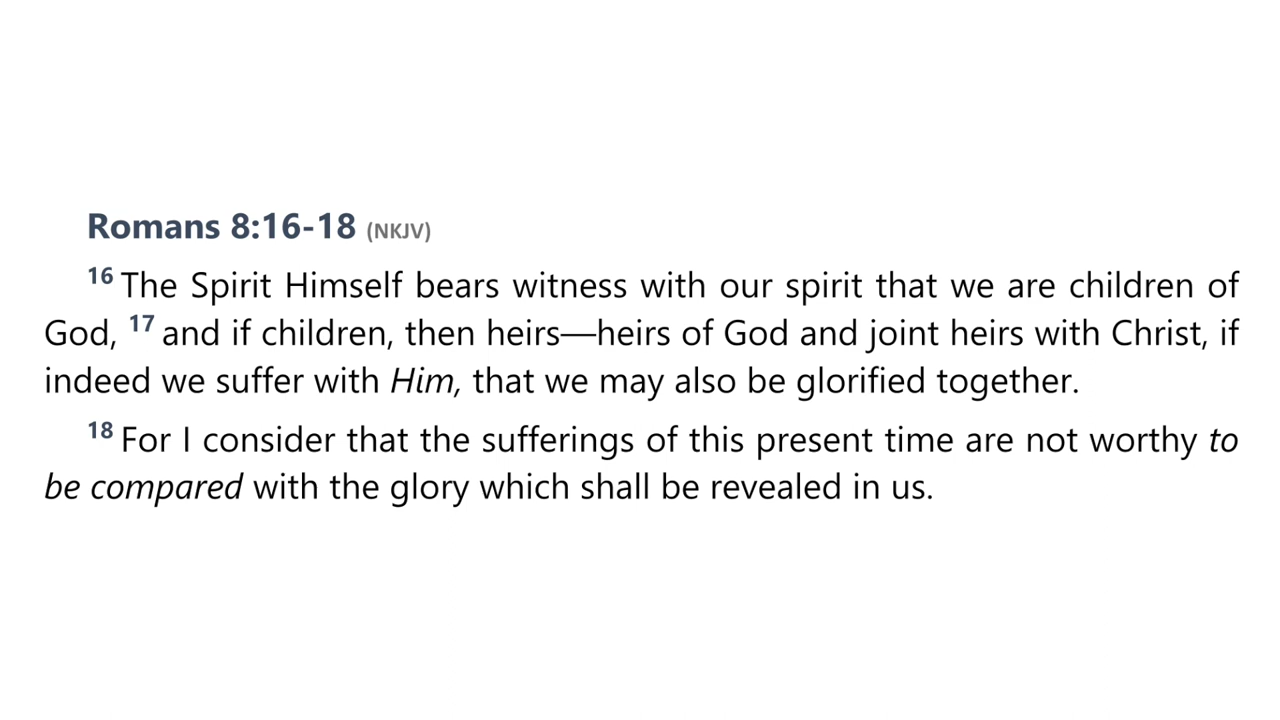 Romans 8:16-18 (NKJV)
16 The Spirit Himself bears witness with our spirit that we are children of
God, 17 and if children, then heirs—heirs of God and joint heirs with Christ, if
indeed we suffer with Him, that we may also be glorified together.
18 For I consider that the sufferings of this present time are not worthy to
be compared with the glory which shall be revealed in us.